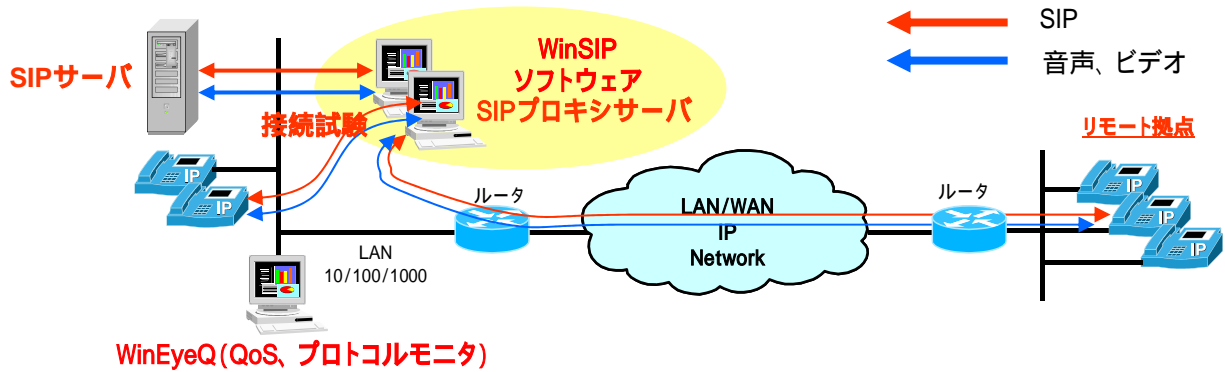 SIP
音声、ビデオ
WinSIP
ソフトウェア
SIPプロキシサーバ
SIPサーバ
接続試験
リモート拠点
IP
IP
ルータ
LAN/WAN
IP
Network
ルータ
IP
IP
IP
LAN
10/100/1000
WinEyeQ(QoS、プロトコルモニタ)